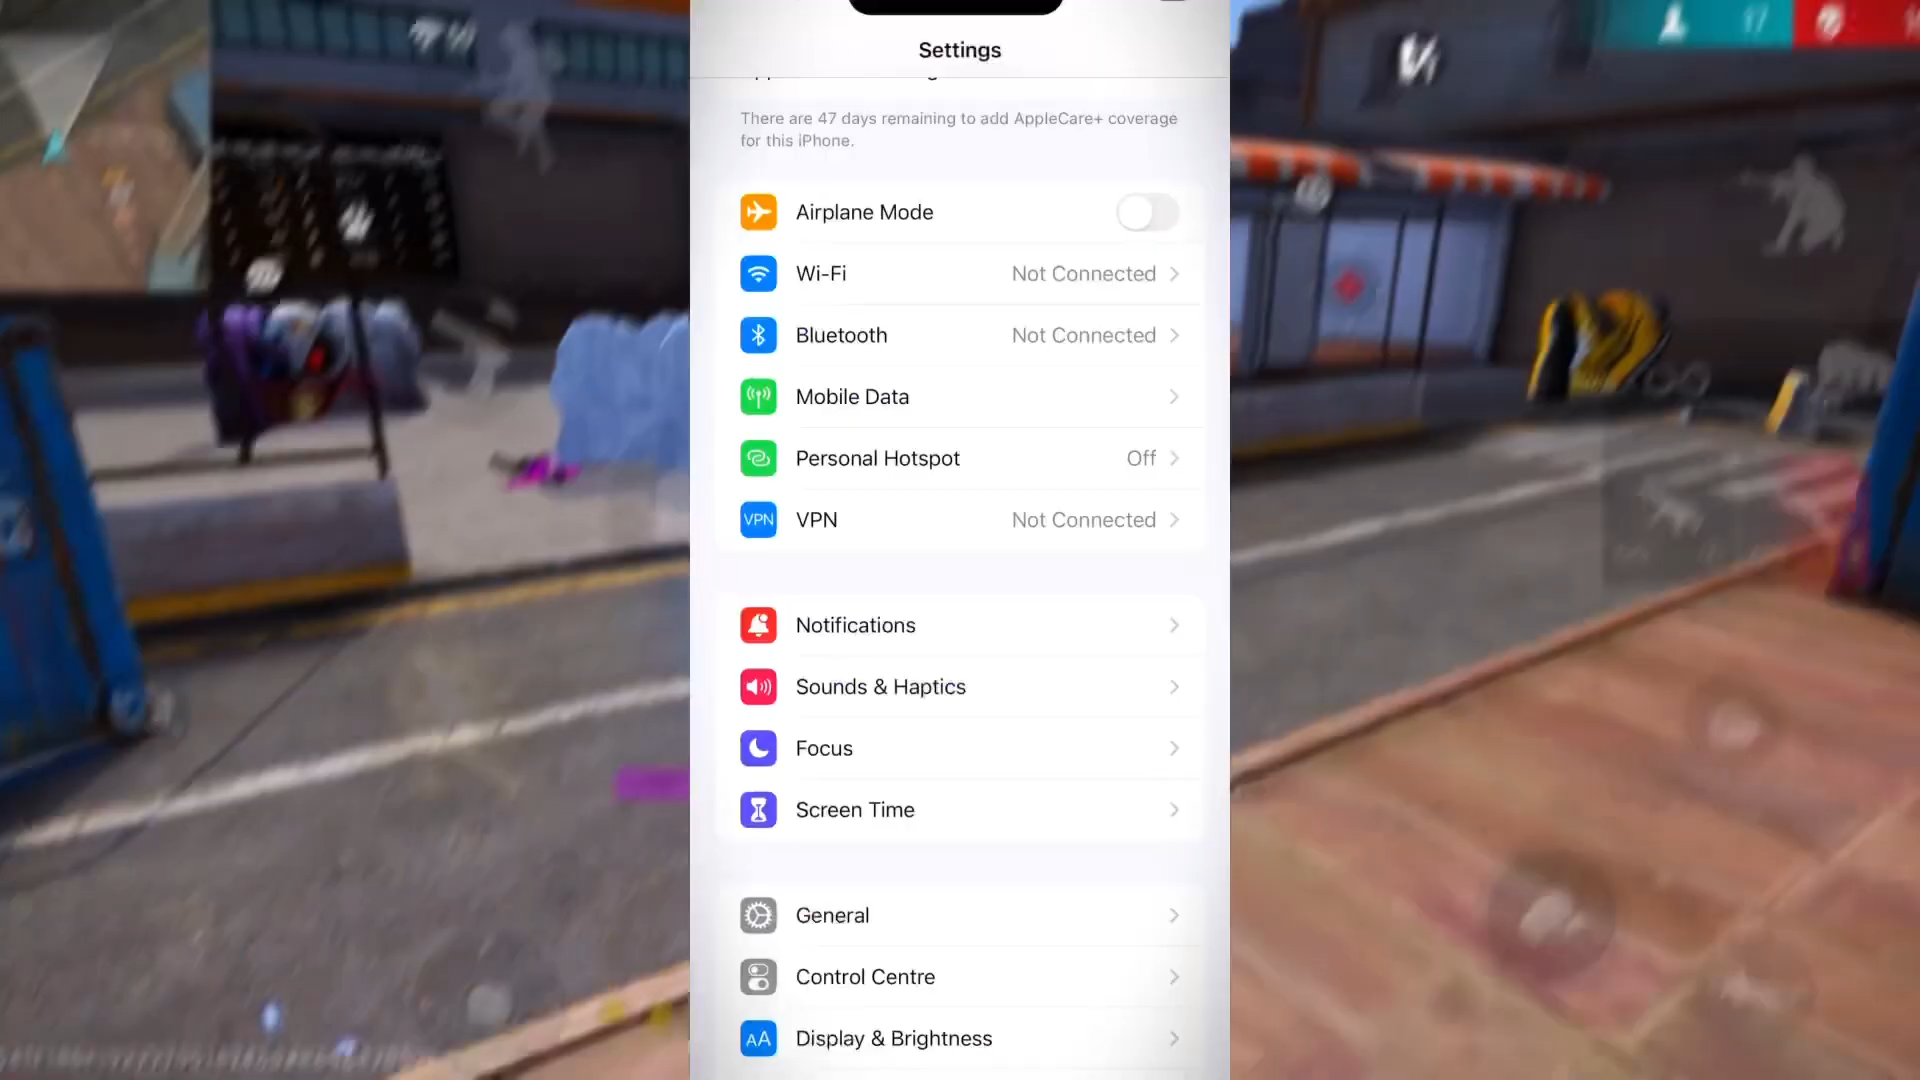 Settings
There are 47 days remaining to add AppleCare+ coverage
for this iPhone.
Airplane Mode
Wi-Fi Not Connected
Bluetooth Not Connected
Mobile Data
Personal Hotspot Off
VPN VPN Not Connected
Notifications
Sounds & Haptics
Focus
Screen Time
General
Control Centre
AA Display & Brightness
17